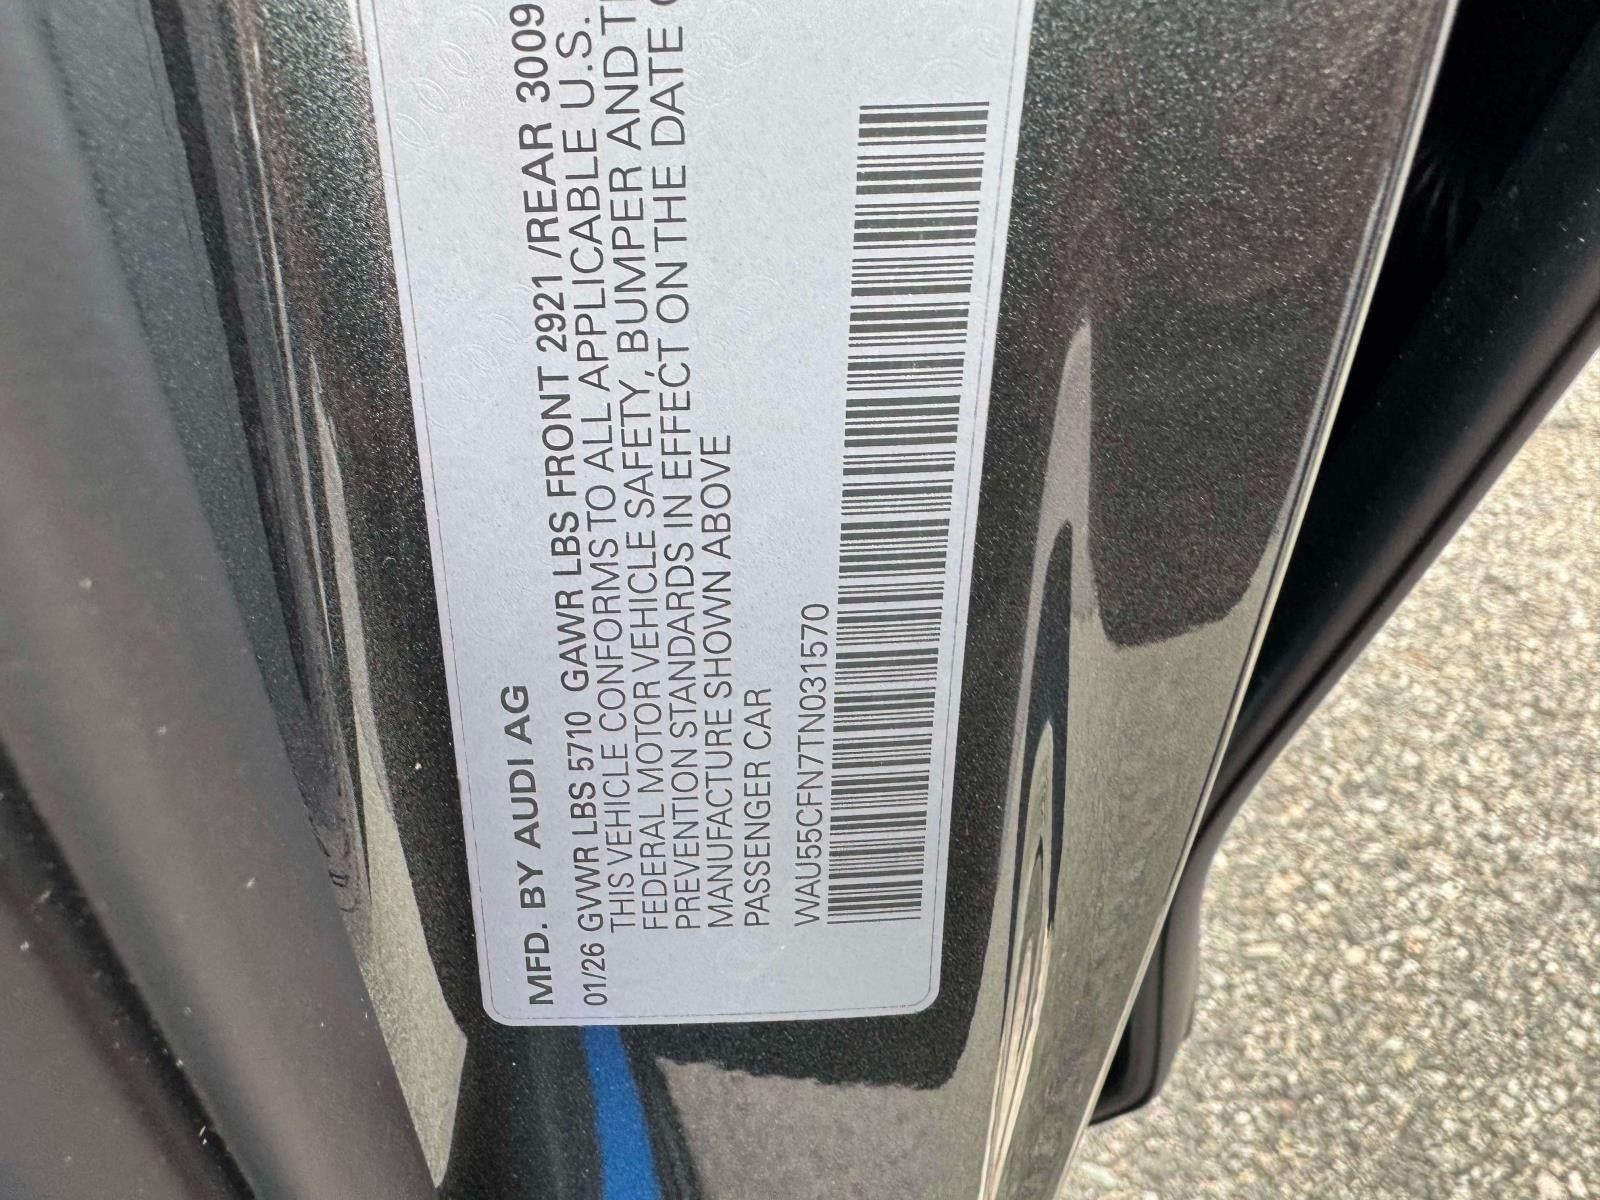 MFD. BY AUDI AG
01/26 GVWR LBS 5710 GAWR LBS FRONT 2921 /REAR 3009
THIS VEHICLE CONFORMS TO ALL APPLICABLE U.S.
FEDERAL MOTOR VEHICLE SAFETY, BUMPER AND
PREVENTION STANDARDS IN EFFECT ON THE DATE
MANUFACTURE SHOWN ABOVE
PASSENGER CAR
WAU55CFN7TN031570